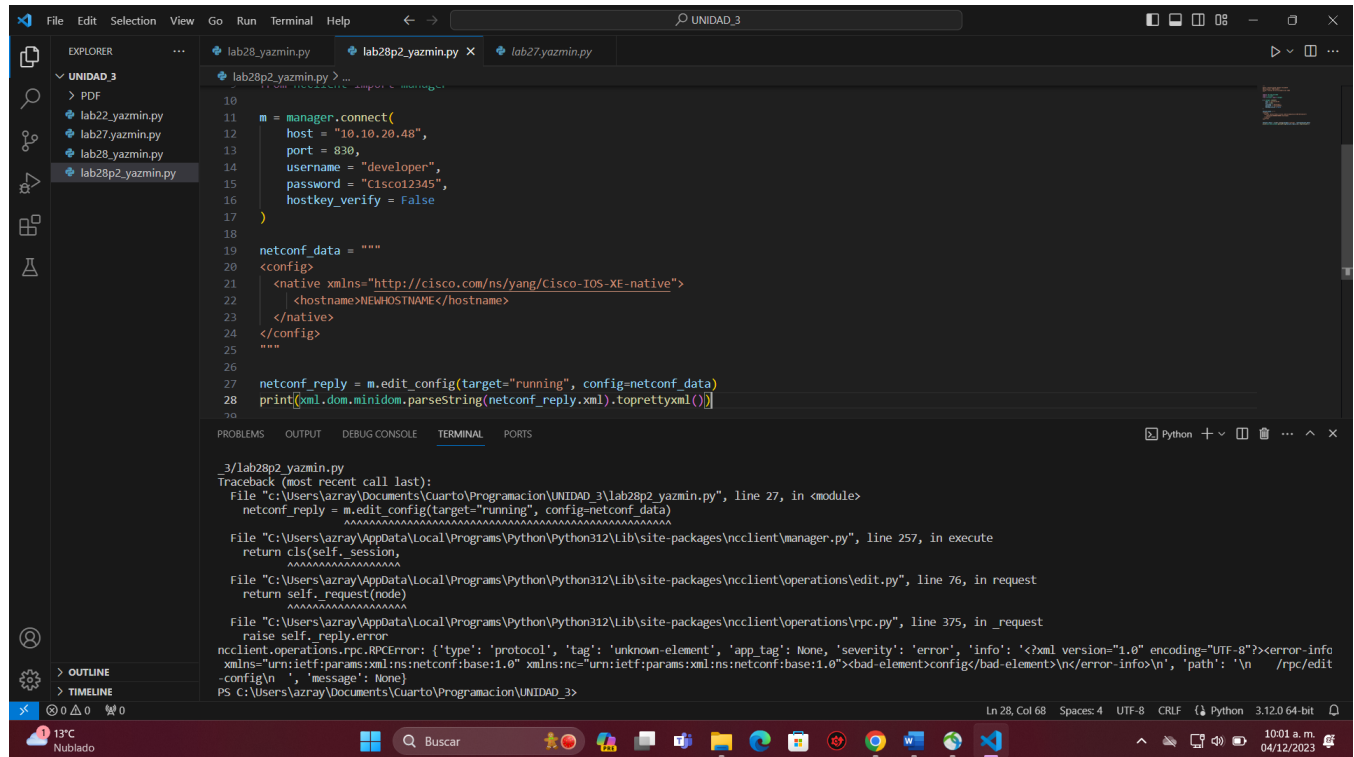 File Edit Selection View Go Run Terminal Help
UNIDAD_3
EXPLORER
lab28_yazmin.py
lab28p2_yazmin.py
lab27.yazmin.py
UNIDAD_3
lab28p2_yazmin.py > ...
PDF
lab22_yazmin.py
lab27.yazmin.py
lab28_yazmin.py
lab28p2_yazmin.py
9 from ncclient import manager
10
11 m = manager.connect(
12 host = "10.10.20.48",
13 port = 830,
14 username = "developer",
15 password = "C1sco12345",
16 hostkey_verify = False
17 )
18
19 netconf_data = """
20 <config>
21 <native xmlns="http://cisco.com/ns/yang/Cisco-IOS-XE-native">
22 <hostname>NEWHOSTNAME</hostname>
23 </native>
24 </config>
25 """
26
27 netconf_reply = m.edit_config(target="running", config=netconf_data)
28 print(xml.dom.minidom.parseString(netconf_reply.xml).toprettyxml())
29
PROBLEMS OUTPUT DEBUG CONSOLE TERMINAL PORTS
Python
_3/lab28p2_yazmin.py
Traceback (most recent call last):
File "c:\Users\azray\Documents\Cuarto\Programacion\UNIDAD_3\lab28p2_yazmin.py", line 27, in <module>
netconf_reply = m.edit_config(target="running", config=netconf_data)
^^^^^^^^^^^^^^^^^^^^^^^^^^^^^^^^^^^^^^^^^^^^^^^^^^^^
File "C:\Users\azray\AppData\Local\Programs\Python\Python312\Lib\site-packages\ncclient\manager.py", line 257, in execute
return cls(self._session,
^^^^^^^^^^^^^^^^^^
File "C:\Users\azray\AppData\Local\Programs\Python\Python312\Lib\site-packages\ncclient\operations\edit.py", line 76, in request
return self._request(node)
^^^^^^^^^^^^^^^^^^^
File "C:\Users\azray\AppData\Local\Programs\Python\Python312\Lib\site-packages\ncclient\operations\rpc.py", line 375, in _request
raise self._reply.error
ncclient.operations.rpc.RPCError: {'type': 'protocol', 'tag': 'unknown-element', 'app_tag': None, 'severity': 'error', 'info': '<?xml version="1.0" encoding="UTF-8"?><error-info
xmlns="urn:ietf:params:xml:ns:netconf:base:1.0" xmlns:nc="urn:ietf:params:xml:ns:netconf:base:1.0"><bad-element>config</bad-element>\n</error-info>\n', 'path': '\n /rpc/edit
-config\n ', 'message': None}
PS C:\Users\azray\Documents\Cuarto\Programacion\UNIDAD_3>
OUTLINE
TIMELINE
0 0 0
Ln 28, Col 68 Spaces: 4 UTF-8 CRLF Python 3.12.0 64-bit
1
13°C
Nublado
Buscar
PRE
10:01 a. m.
04/12/2023